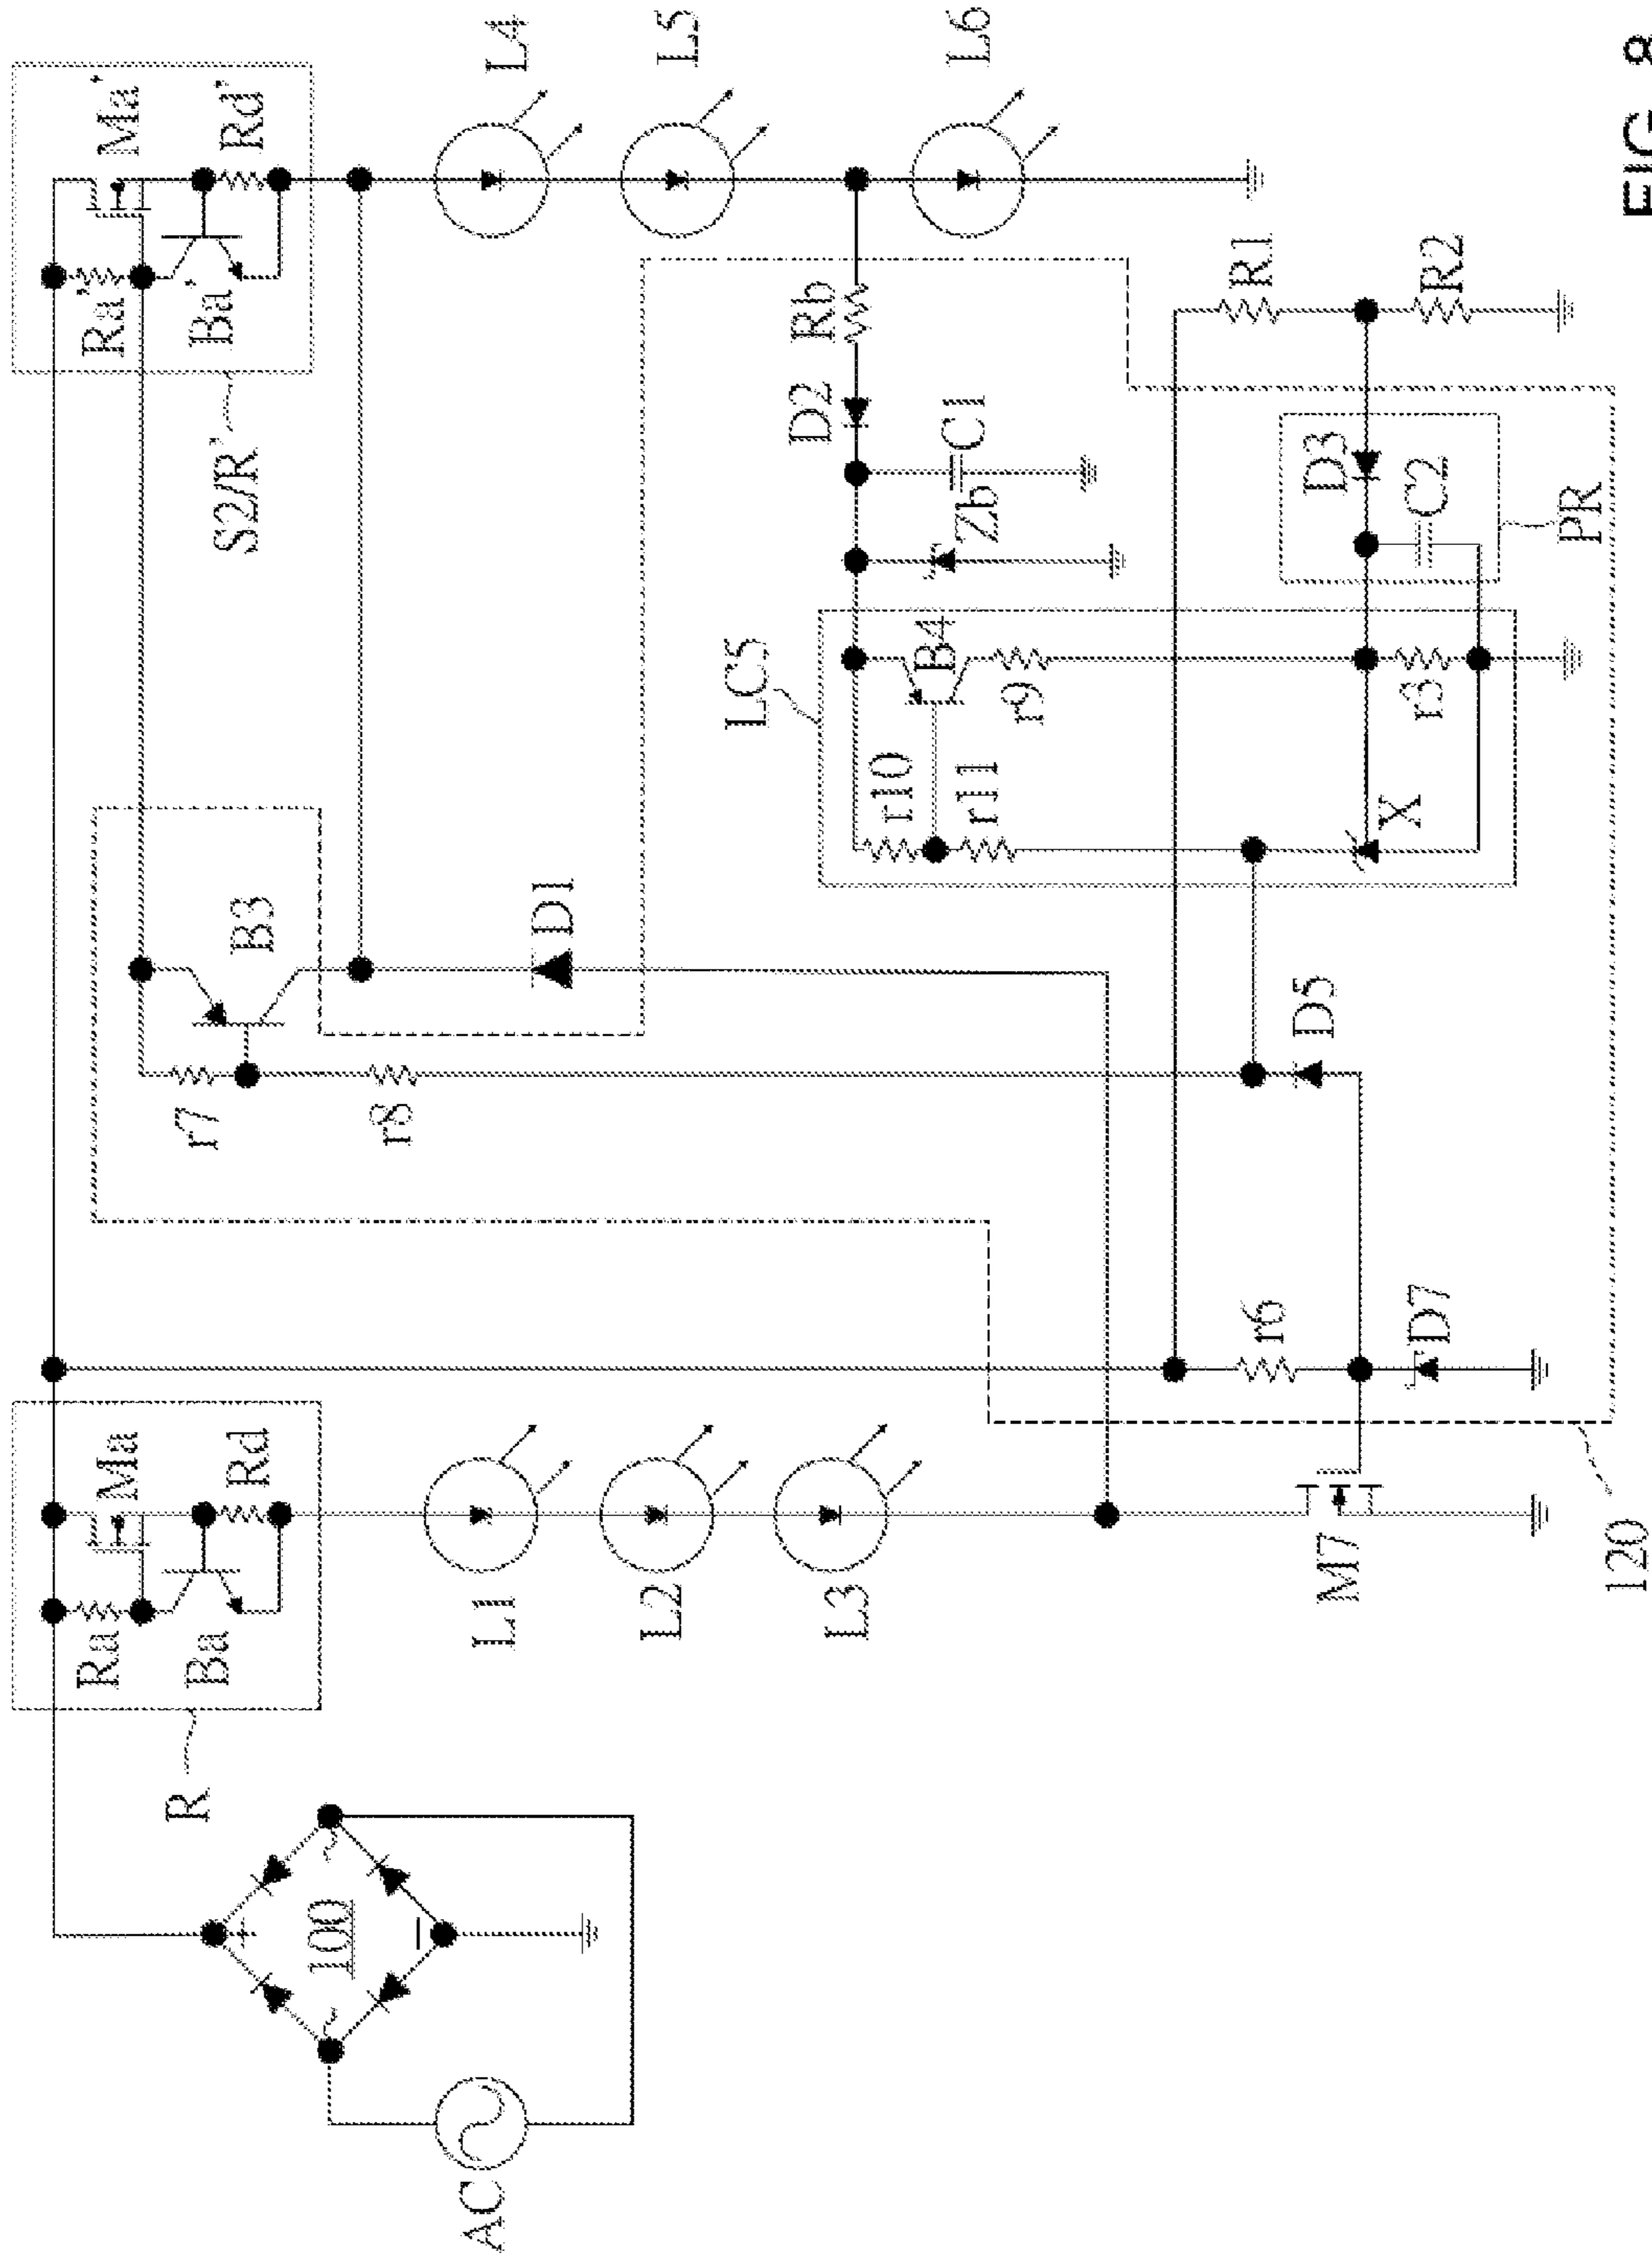 Ra'
Ma'
Ba'
Rd'
S2/R'
L4
L5
L6
B3
r7
r8
D1
LC5
r10
r11
B4
r9
X
r3
D2
Rb
C1
Zb
D3
C2
PR
R1
R2
D5
r6
D7
120
M7
Ra
Ma
Ba
Rd
R
L1
L2
L3
+
~
100
~
−
AC
FIG. 8